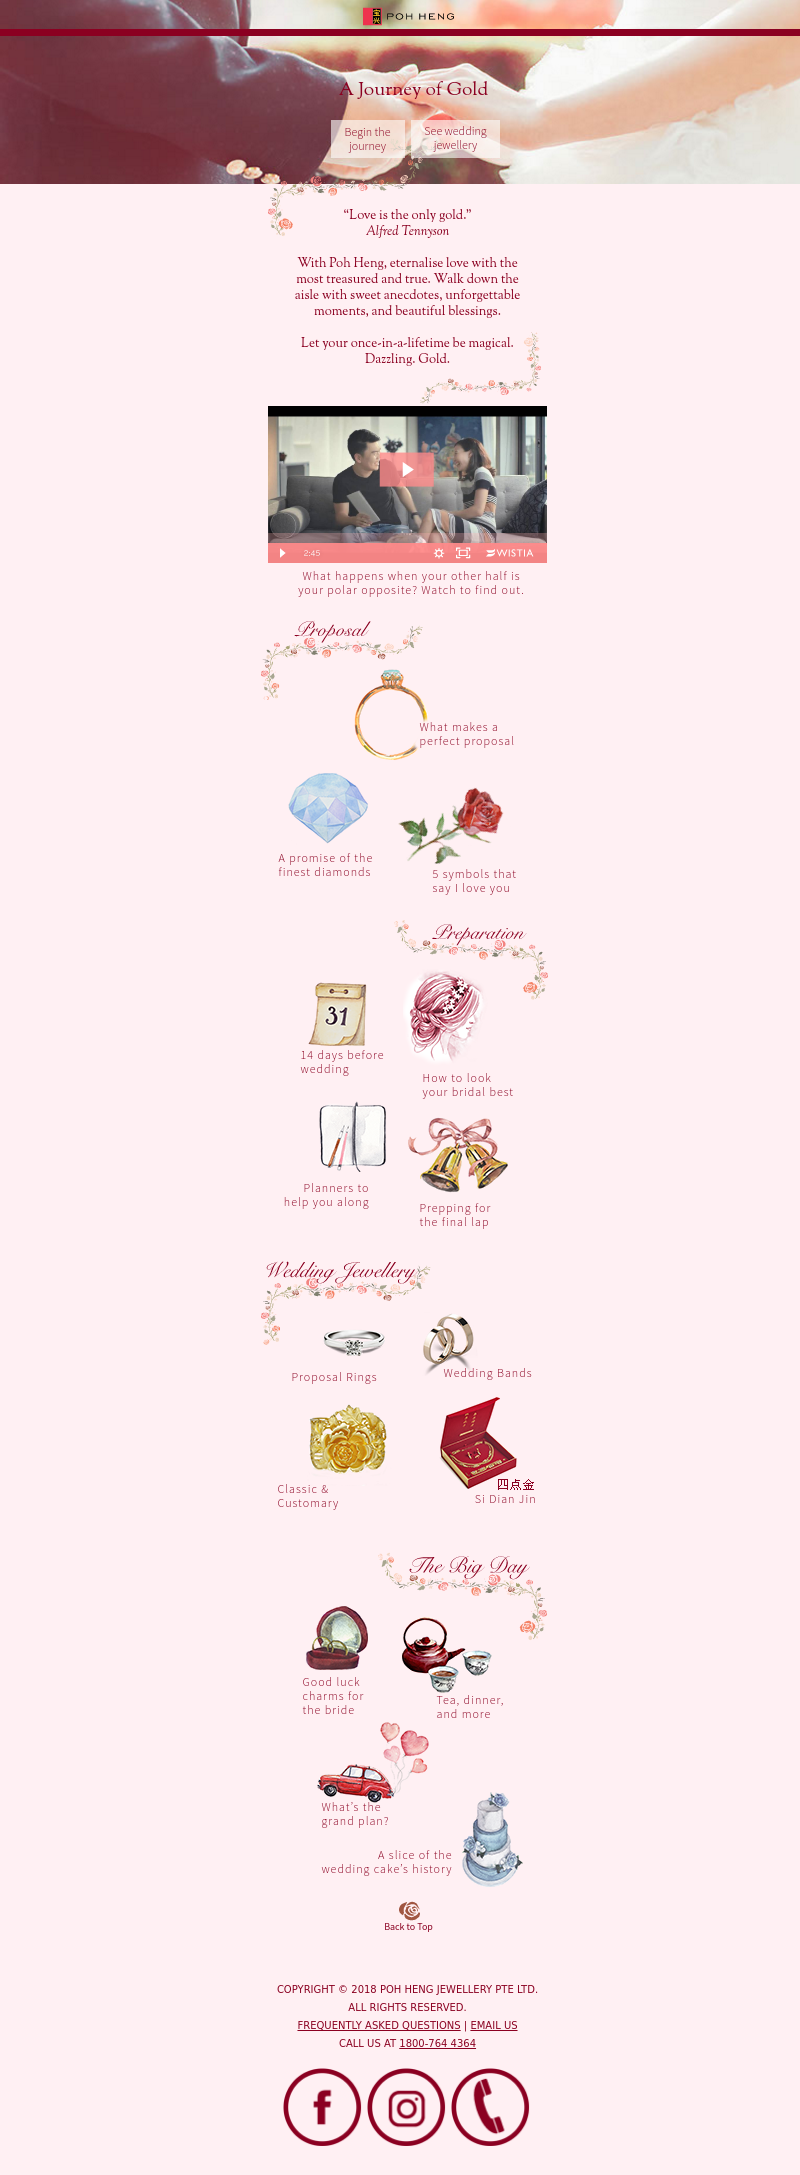 POH HENG
A Journey of Gold
Begin the
journey
See wedding
jewellery
“Love is the only gold.”
Alfred Tennyson
With Poh Heng, eternalise love with the
most treasured and true. Walk down the
aisle with sweet anecdotes, unforgettable
moments, and beautiful blessings.
Let your once-in-a-lifetime be magical.
Dazzling. Gold.
2:45
WISTIA
What happens when your other half is
your polar opposite? Watch to find out.
Proposal
What makes a
perfect proposal
A promise of the
finest diamonds
5 symbols that
say I love you
Preparation
31
14 days before
wedding
How to look
your bridal best
Planners to
help you along
Prepping for
the final lap
Wedding Jewellery
Proposal Rings
Wedding Bands
Classic &
Customary
四点金
Si Dian Jin
The Big Day
Good luck
charms for
the bride
Tea, dinner,
and more
What’s the
grand plan?
A slice of the
wedding cake’s history
Back to Top
COPYRIGHT © 2018 POH HENG JEWELLERY PTE LTD.
ALL RIGHTS RESERVED.
FREQUENTLY ASKED QUESTIONS | EMAIL US
CALL US AT 1800-764 4364